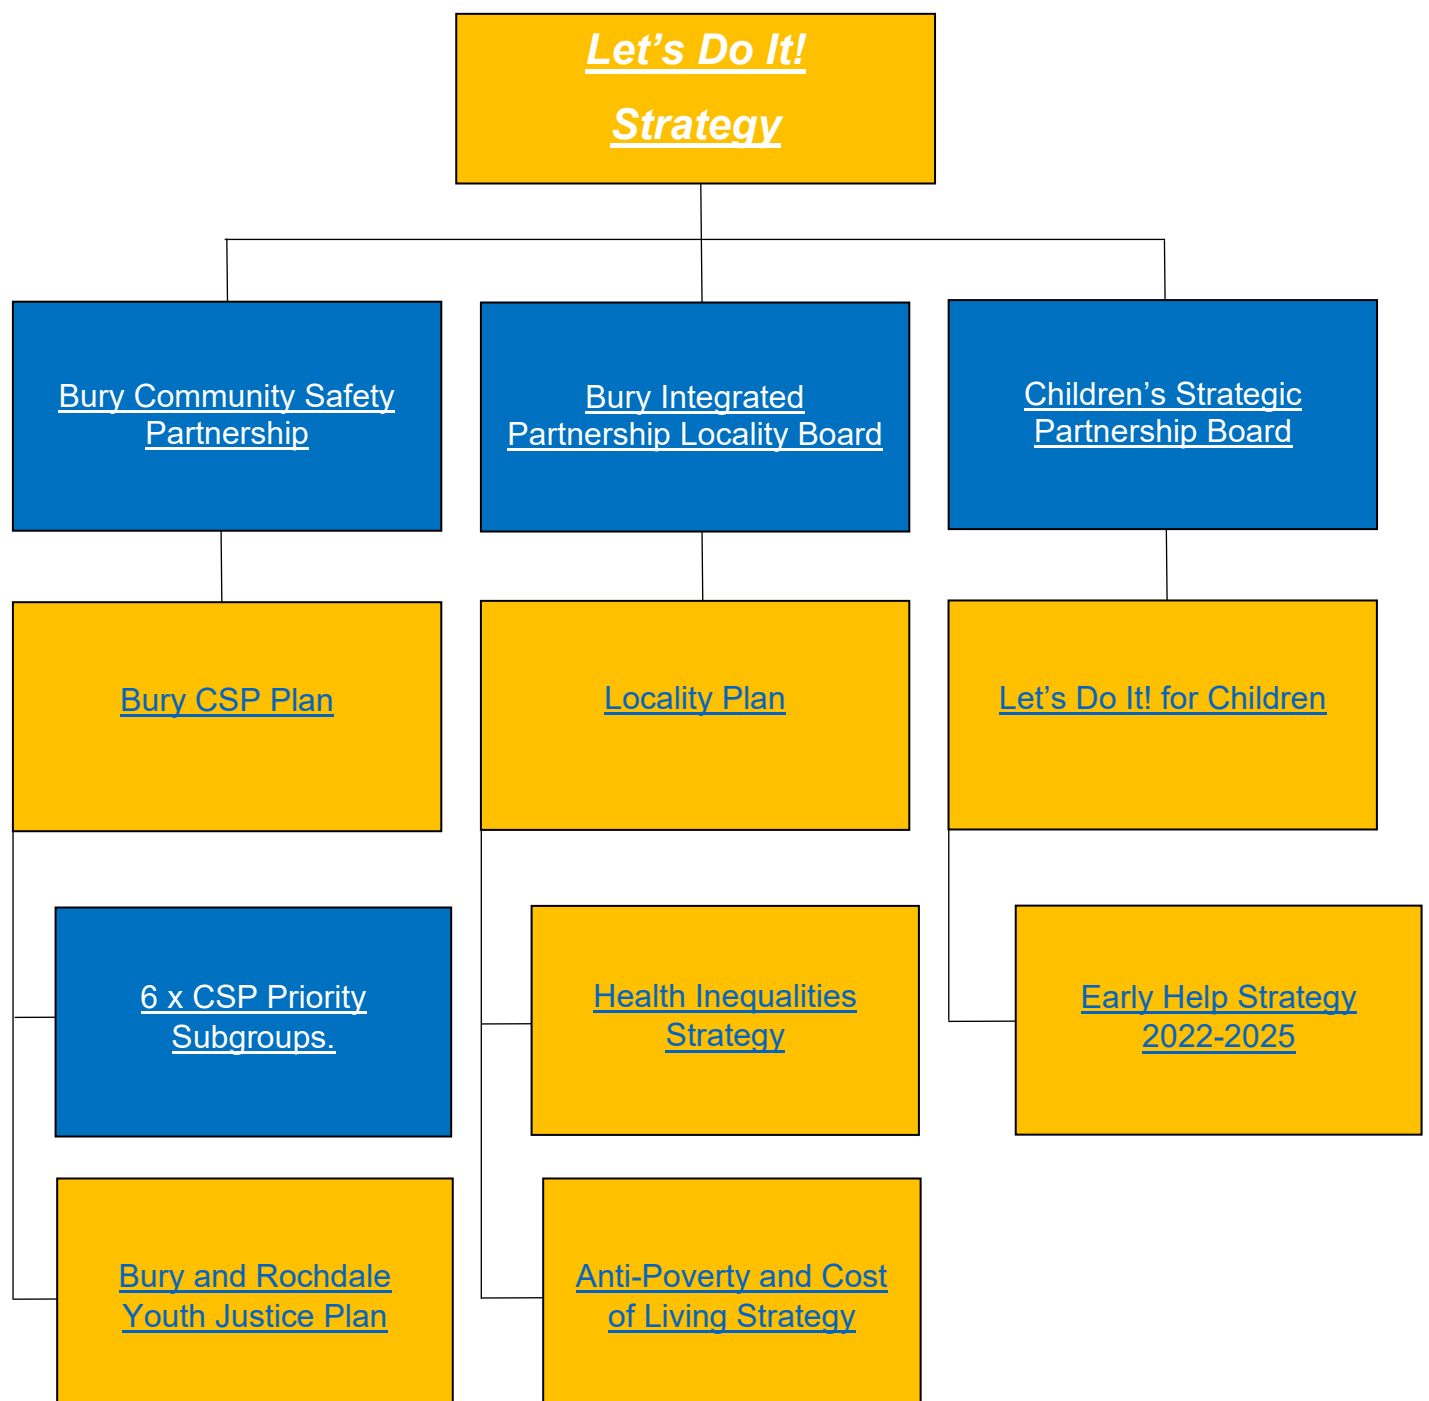 Let’s Do It!
Strategy
Bury Community Safety
Partnership
Bury Integrated
Partnership Locality Board
Children’s Strategic
Partnership Board
Bury CSP Plan
Locality Plan
Let’s Do It! for Children
6 x CSP Priority
Subgroups.
Health Inequalities
Strategy
Early Help Strategy
2022-2025
Bury and Rochdale
Youth Justice Plan
Anti-Poverty and Cost
of Living Strategy